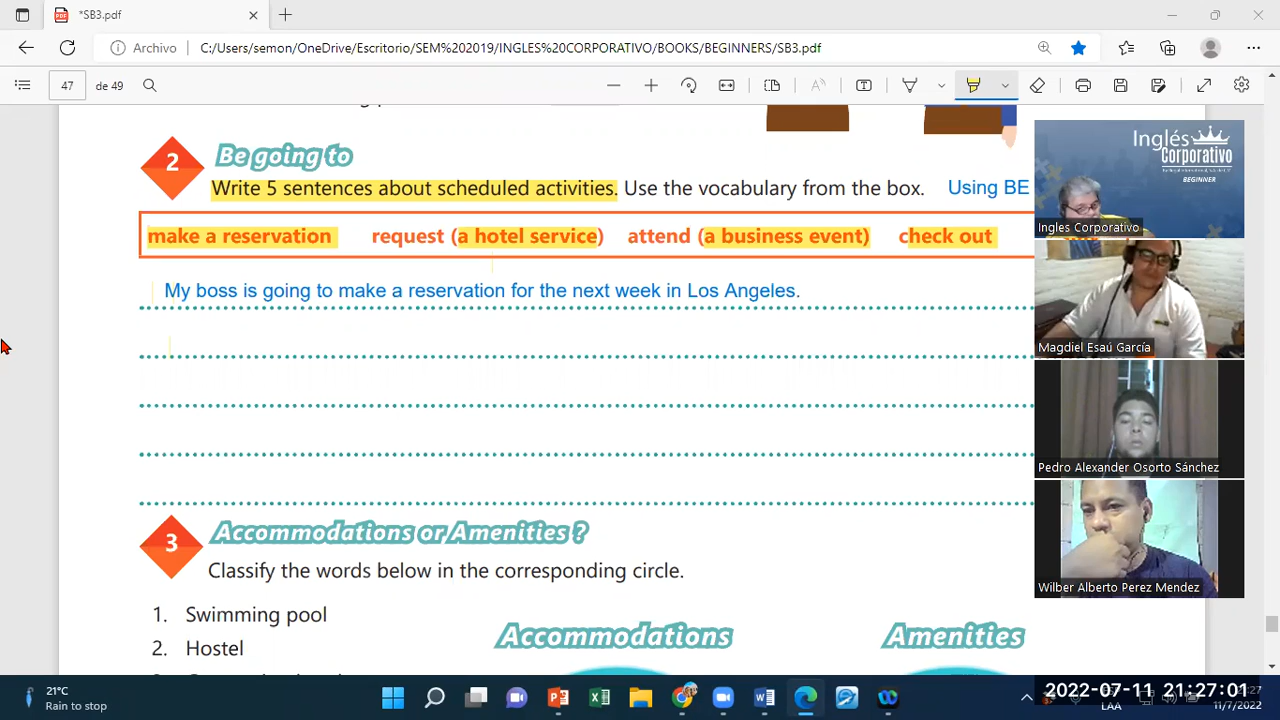 *SB3.pdf
Archivo
C:/Users/semon/OneDrive/Escritorio/SEM%202019/INGLES%20CORPORATIVO/BOOKS/BEGINNERS/SB3.pdf
47 de 49
2 Be going to
Write 5 sentences about scheduled activities. Use the vocabulary from the box. Using BE
make a reservation request (a hotel service) attend (a business event) check out
My boss is going to make a reservation for the next week in Los Angeles.
3 Accommodations or Amenities ?
Classify the words below in the corresponding circle.
1. Swimming pool
2. Hostel
Accommodations Amenities
Inglés
Corporativo
BEGINNER
Ingles Corporativo
Magdiel Esaú García
Pedro Alexander Osorto Sánchez
Wilber Alberto Perez Mendez
21°C
Rain to stop
2022-07-11 21:27:01
LAA
11/7/2022